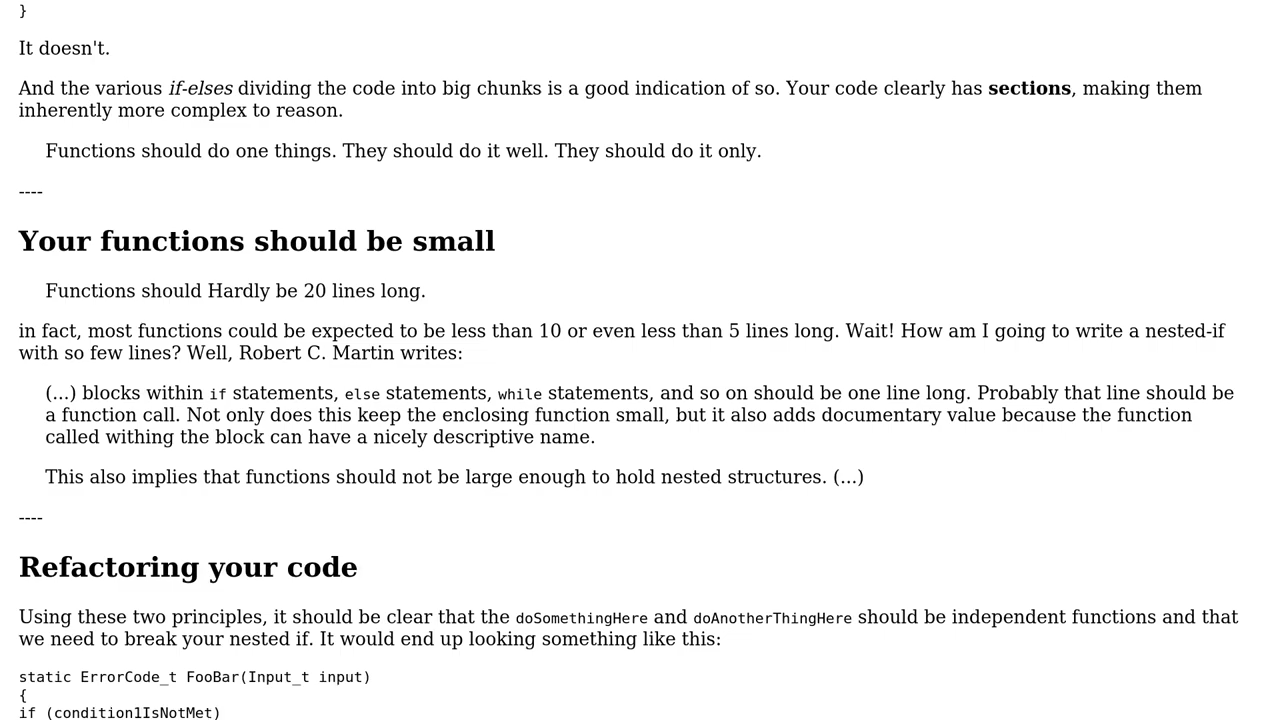 }
It doesn't.
And the various if-elses dividing the code into big chunks is a good indication of so. Your code clearly has sections, making them
inherently more complex to reason.
Functions should do one things. They should do it well. They should do it only.
----
Your functions should be small
Functions should Hardly be 20 lines long.
in fact, most functions could be expected to be less than 10 or even less than 5 lines long. Wait! How am I going to write a nested-if
with so few lines? Well, Robert C. Martin writes:
(...) blocks within if statements, else statements, while statements, and so on should be one line long. Probably that line should be
a function call. Not only does this keep the enclosing function small, but it also adds documentary value because the function
called withing the block can have a nicely descriptive name.
This also implies that functions should not be large enough to hold nested structures. (...)
----
Refactoring your code
Using these two principles, it should be clear that the doSomethingHere and doAnotherThingHere should be independent functions and that
we need to break your nested if. It would end up looking something like this:
static ErrorCode_t FooBar(Input_t input)
{
if (condition1IsNotMet)